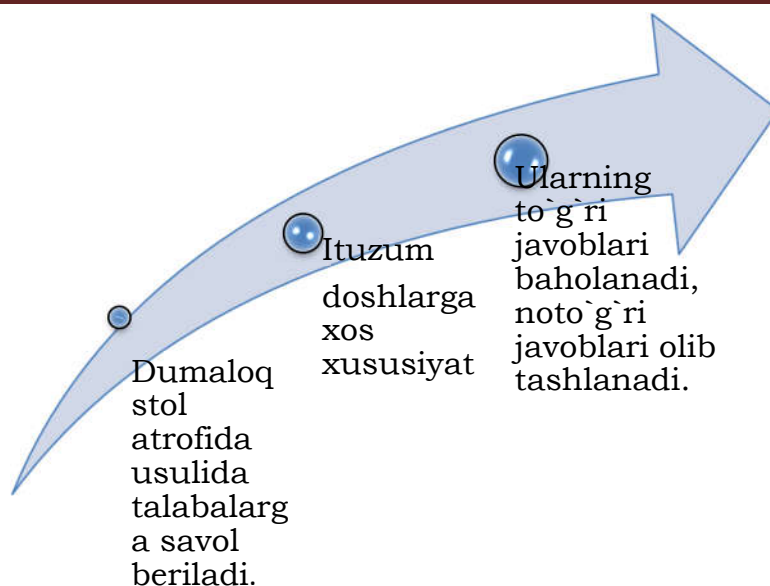 Dumaloq
stol
atrofida
usulida
talabalarg
a savol
beriladi.
Ituzum
doshlarga
xos
xususiyat
Ularning
to`g`ri
javoblari
baholanadi,
noto`g`ri
javoblari olib
tashlanadi.